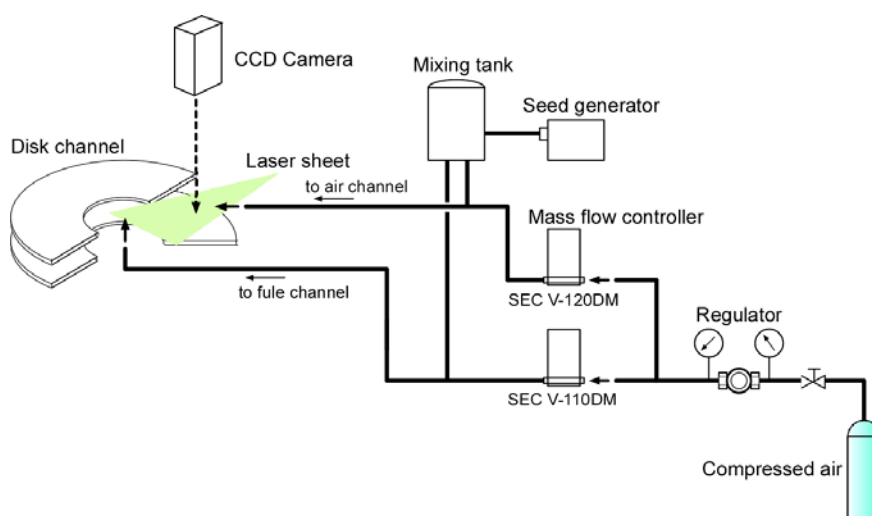 CCD Camera
Mixing tank
Seed generator
Disk channel
Laser sheet
to air channel
Mass flow controller
SEC V-120DM
to fule channel
Regulator
SEC V-110DM
Compressed air